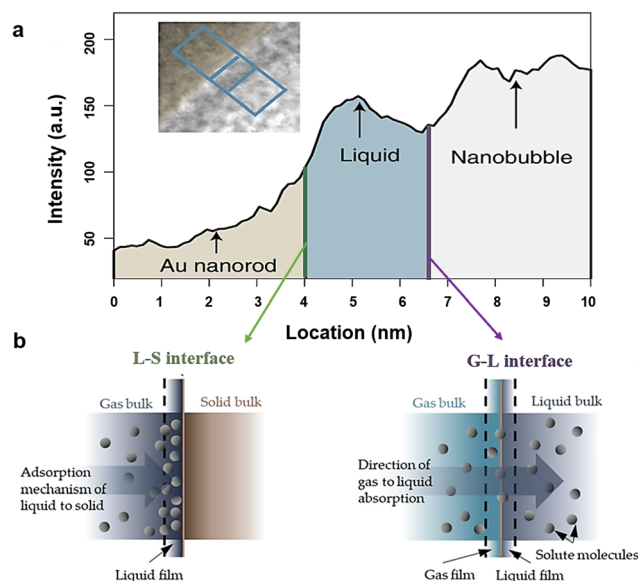 a
200
150
100
50
Intensity (a.u.)
Liquid
Nanobubble
Au nanorod
0 1 2 3 4 5 6 7 8 9 10
Location (nm)
b
L-S interface
G-L interface
Gas bulk
Solid bulk
Adsorption
mechanism of
liquid to solid
Liquid film
Gas bulk
Liquid bulk
Direction of
gas to liquid
absorption
Solute molecules
Gas film
Liquid film